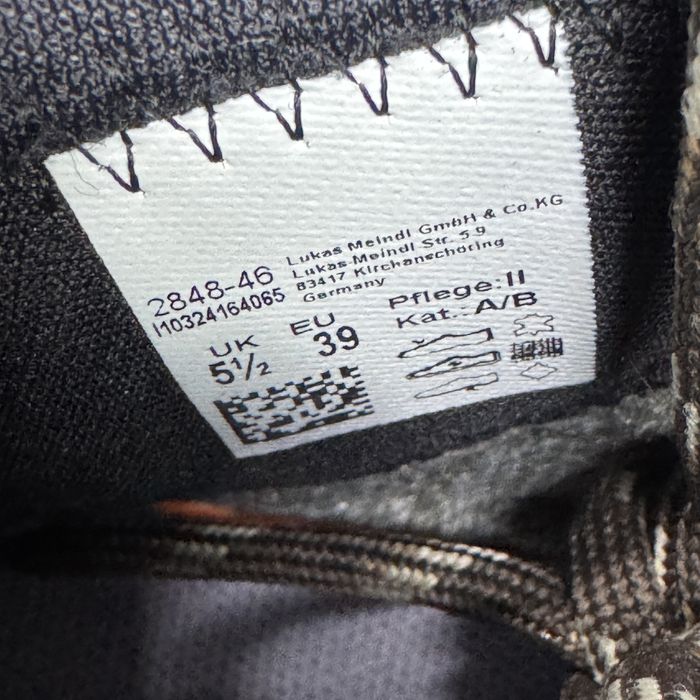 2848-46
I10324164065
Lukas Meindl GmbH & Co.KG
Lukas-Meindl Str. 5 9
83417 Kirchanschöring
Germany
UK EU
5½ 39
Pflege:II
Kat.:A/B